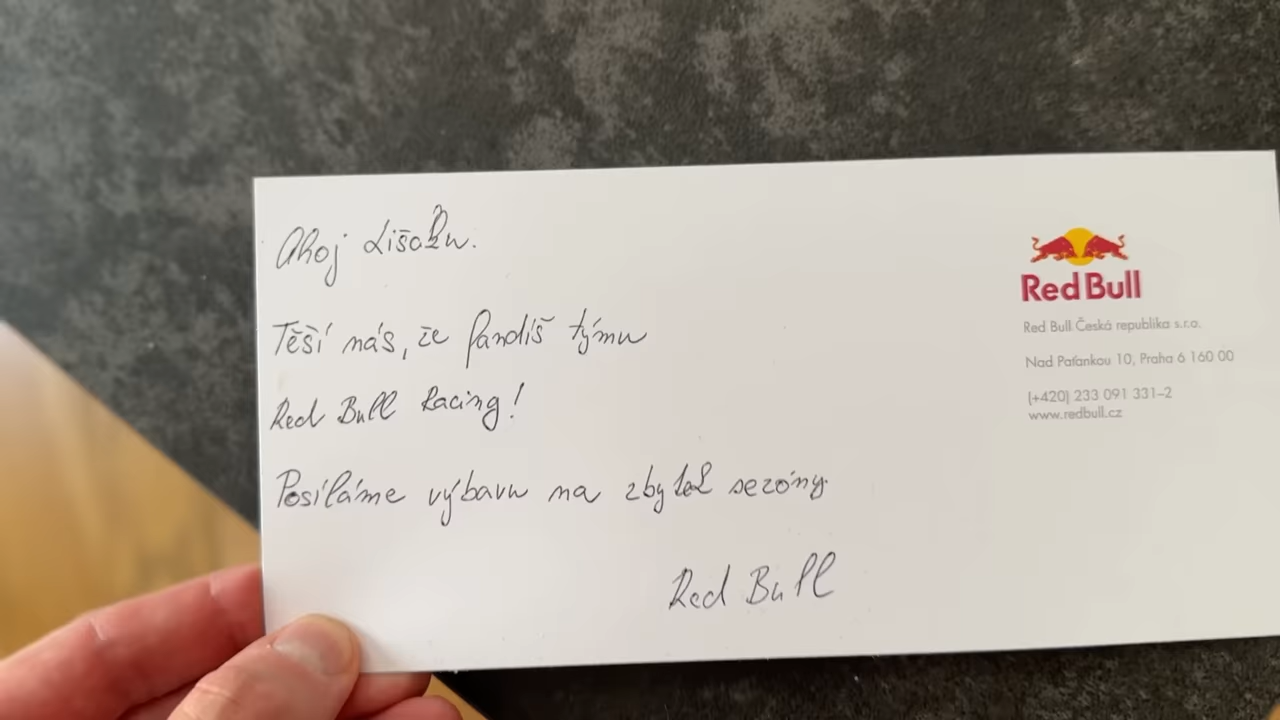 Ahoj Lišáku.
Těší nás, že fandíš týmu
Red Bull Racing!
Posíláme výbavu na zbytek sezóny.
Red Bull
Red Bull
Red Bull Česká republika s.r.o.
Nad Paťankou 10, Praha 6 160 00
(+420) 233 091 331–2
www.redbull.cz